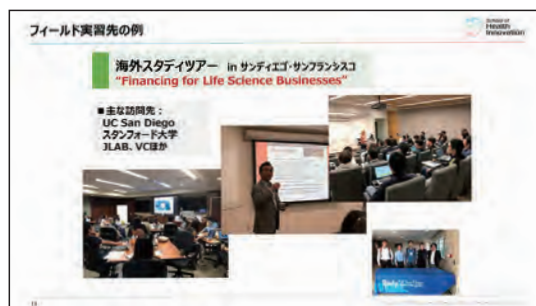 フィールド実習先の例
School of
Health
Innovation
海外スタディツアー in サンディエゴ・サンフランシスコ
"Financing for Life Science Businesses"
■主な訪問先：
UC San Diego
スタンフォード大学
JLAB、VCほか